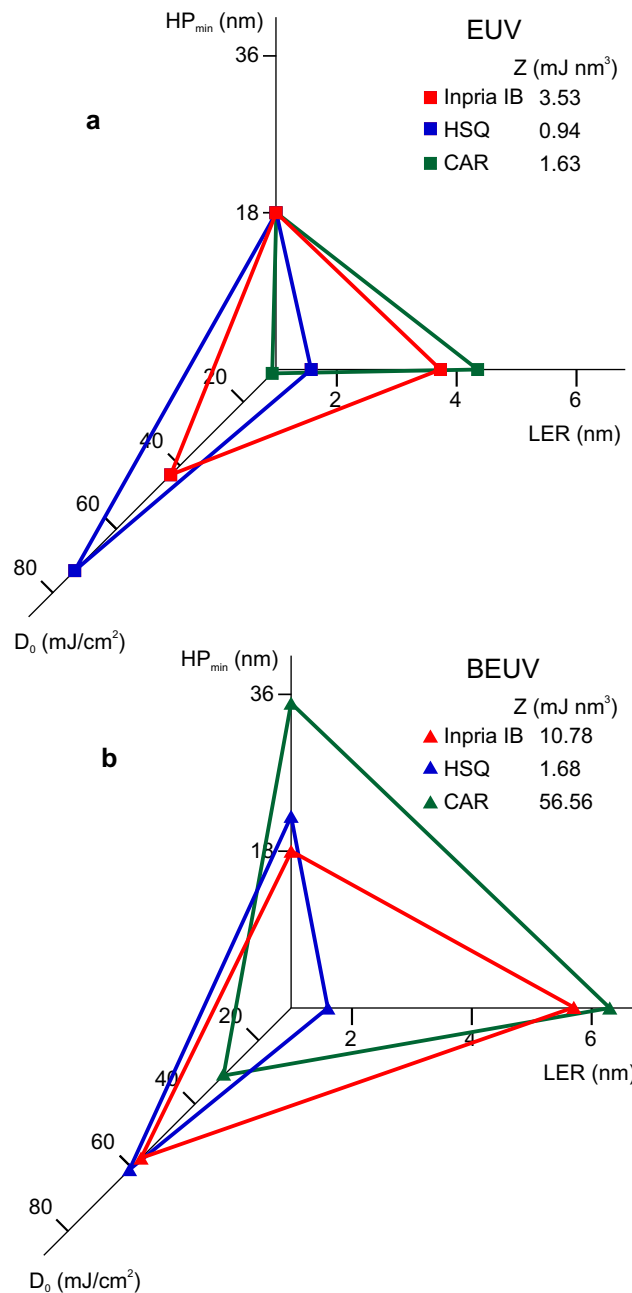 HPmin (nm)
EUV
36
Z (mJ nm³)
Inpria IB 3.53
a
HSQ 0.94
CAR 1.63
18
20
2
4
6
LER (nm)
40
60
80
D₀ (mJ/cm²)
HPmin (nm)
BEUV
36
Z (mJ nm³)
Inpria IB 10.78
b
HSQ 1.68
CAR 56.56
18
20
2
4
6
LER (nm)
40
60
80
D₀ (mJ/cm²)